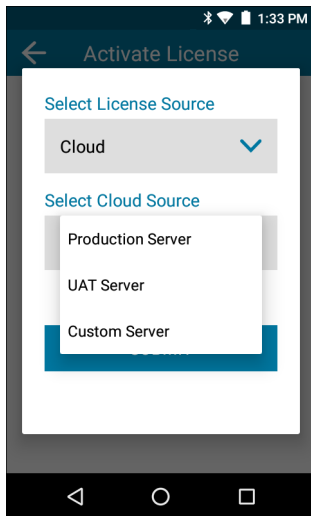 1:33 PM
Activate License
Select License Source
Cloud
Select Cloud Source
Production Server
UAT Server
Custom Server